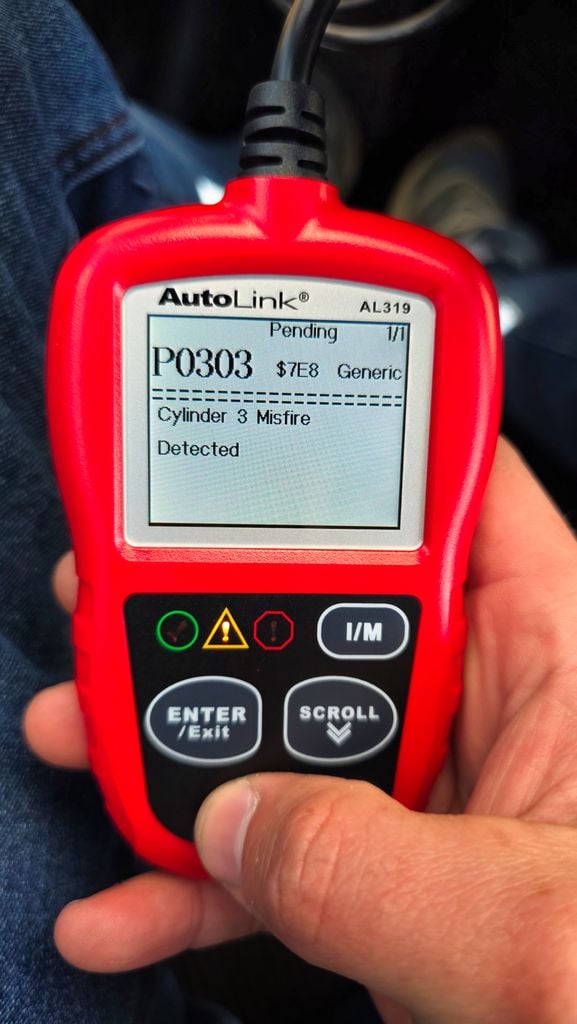 AutoLink®
AL319
Pending 1/1
P0303 $7E8 Generic
Cylinder 3 Misfire
Detected
I/M
ENTER
/Exit
SCROLL